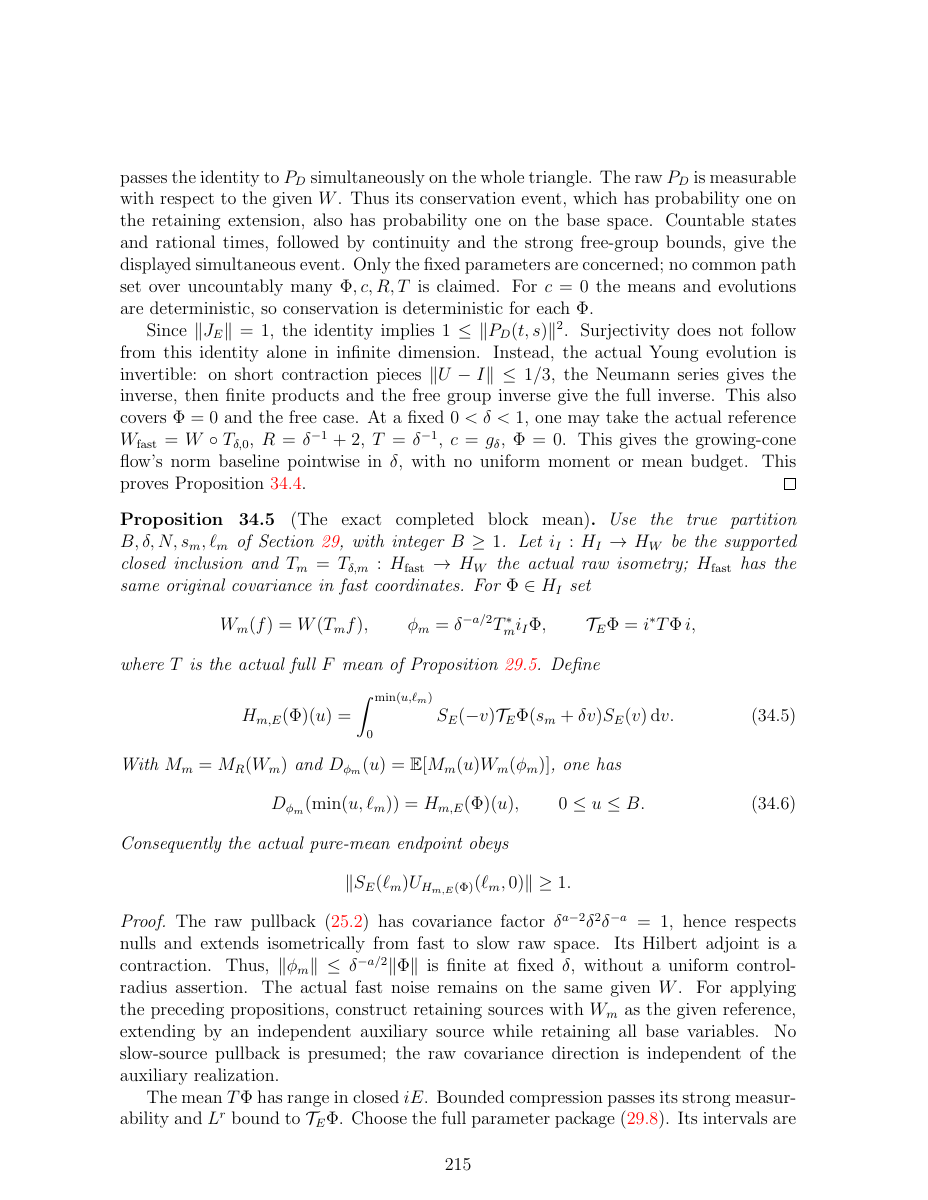 passes the identity to P_D simultaneously on the whole triangle. The raw P_D is measurable
with respect to the given W. Thus its conservation event, which has probability one on
the retaining extension, also has probability one on the base space. Countable states
and rational times, followed by continuity and the strong free-group bounds, give the
displayed simultaneous event. Only the fixed parameters are concerned; no common path
set over uncountably many Φ, c, R, T is claimed. For c = 0 the means and evolutions
are deterministic, so conservation is deterministic for each Φ.
Since ‖J_E‖ = 1, the identity implies 1 ≤ ‖P_D(t, s)‖². Surjectivity does not follow
from this identity alone in infinite dimension. Instead, the actual Young evolution is
invertible: on short contraction pieces ‖U − I‖ ≤ 1/3, the Neumann series gives the
inverse, then finite products and the free group inverse give the full inverse. This also
covers Φ = 0 and the free case. At a fixed 0 < δ < 1, one may take the actual reference
W_fast = W ∘ T_{δ,0}, R = δ^{−1} + 2, T = δ^{−1}, c = g_δ, Φ = 0. This gives the growing-cone
flow's norm baseline pointwise in δ, with no uniform moment or mean budget. This
proves Proposition 34.4. □
Proposition 34.5 (The exact completed block mean). Use the true partition
B, δ, N, s_m, ℓ_m of Section 29, with integer B ≥ 1. Let i_I : H_I → H_W be the supported
closed inclusion and T_m = T_{δ,m} : H_fast → H_W the actual raw isometry; H_fast has the
same original covariance in fast coordinates. For Φ ∈ H_I set
W_m(f) = W(T_m f), φ_m = δ^{−a/2} T_m^* i_I Φ, 𝒯_E Φ = i^* T Φ i,
where T is the actual full F mean of Proposition 29.5. Define
H_{m,E}(Φ)(u) = ∫_0^{min(u,ℓ_m)} S_E(−v)𝒯_E Φ(s_m + δv)S_E(v) dv. (34.5)
With M_m = M_R(W_m) and D_{φ_m}(u) = 𝔼[M_m(u)W_m(φ_m)], one has
D_{φ_m}(min(u, ℓ_m)) = H_{m,E}(Φ)(u), 0 ≤ u ≤ B. (34.6)
Consequently the actual pure-mean endpoint obeys
‖S_E(ℓ_m)U_{H_{m,E}(Φ)}(ℓ_m, 0)‖ ≥ 1.
Proof. The raw pullback (25.2) has covariance factor δ^{a−2}δ^2δ^{−a} = 1, hence respects
nulls and extends isometrically from fast to slow raw space. Its Hilbert adjoint is a
contraction. Thus, ‖φ_m‖ ≤ δ^{−a/2}‖Φ‖ is finite at fixed δ, without a uniform control-
radius assertion. The actual fast noise remains on the same given W. For applying
the preceding propositions, construct retaining sources with W_m as the given reference,
extending by an independent auxiliary source while retaining all base variables. No
slow-source pullback is presumed; the raw covariance direction is independent of the
auxiliary realization.
The mean TΦ has range in closed iE. Bounded compression passes its strong measur-
ability and L^r bound to 𝒯_E Φ. Choose the full parameter package (29.8). Its intervals are
215